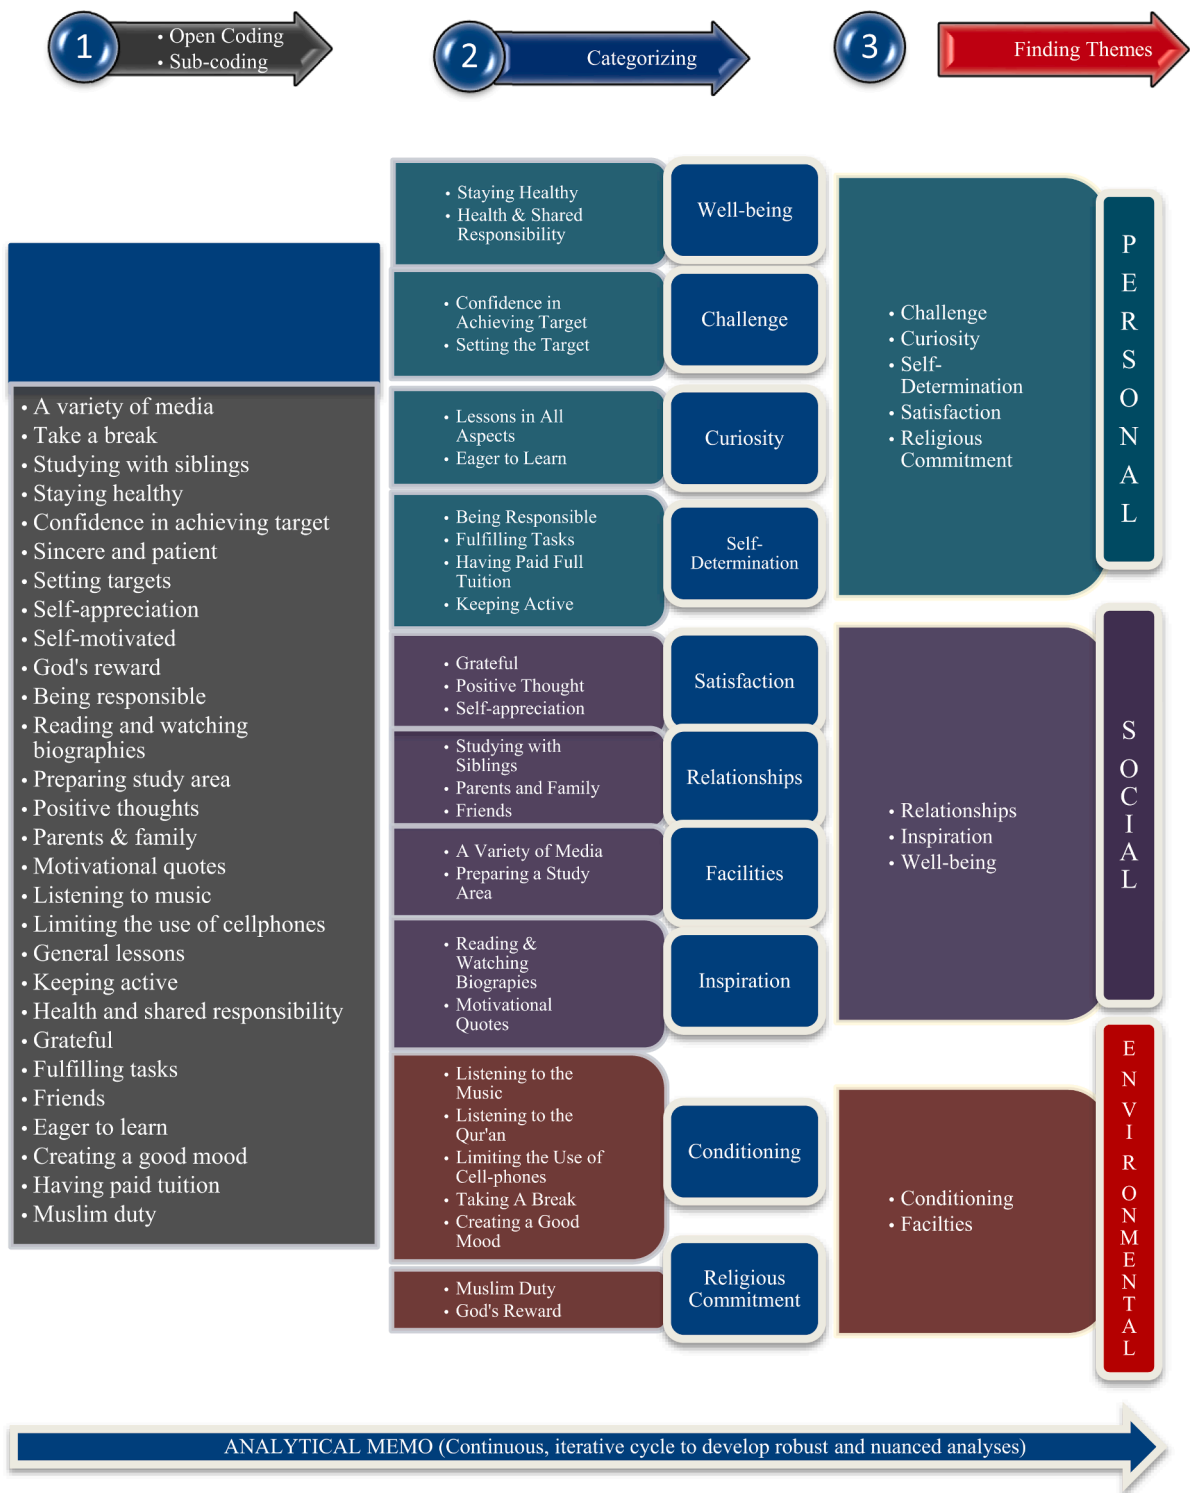 1
• Open Coding
• Sub-coding
2
Categorizing
3
Finding Themes
• A variety of media
• Take a break
• Studying with siblings
• Staying healthy
• Confidence in achieving target
• Sincere and patient
• Setting targets
• Self-appreciation
• Self-motivated
• God's reward
• Being responsible
• Reading and watching
biographies
• Preparing study area
• Positive thoughts
• Parents & family
• Motivational quotes
• Listening to music
• Limiting the use of cellphones
• General lessons
• Keeping active
• Health and shared responsibility
• Grateful
• Fulfilling tasks
• Friends
• Eager to learn
• Creating a good mood
• Having paid tuition
• Muslim duty
• Staying Healthy
• Health & Shared
Responsibility
Well-being
• Confidence in
Achieving Target
• Setting the Target
Challenge
• Lessons in All
Aspects
• Eager to Learn
Curiosity
• Being Responsible
• Fulfilling Tasks
• Having Paid Full
Tuition
• Keeping Active
Self-
Determination
• Grateful
• Positive Thought
• Self-appreciation
Satisfaction
• Studying with
Siblings
• Parents and Family
• Friends
Relationships
• A Variety of Media
• Preparing a Study
Area
Facilities
• Reading &
Watching
Biograpies
• Motivational
Quotes
Inspiration
• Listening to the
Music
• Listening to the
Qur'an
• Limiting the Use of
Cell-phones
• Taking A Break
• Creating a Good
Mood
Conditioning
• Muslim Duty
• God's Reward
Religious
Commitment
• Challenge
• Curiosity
• Self-
Determination
• Satisfaction
• Religious
Commitment
PERSONAL
• Relationships
• Inspiration
• Well-being
SOCIAL
• Conditioning
• Facilties
ENVIRONMENTAL
ANALYTICAL MEMO (Continuous, iterative cycle to develop robust and nuanced analyses)